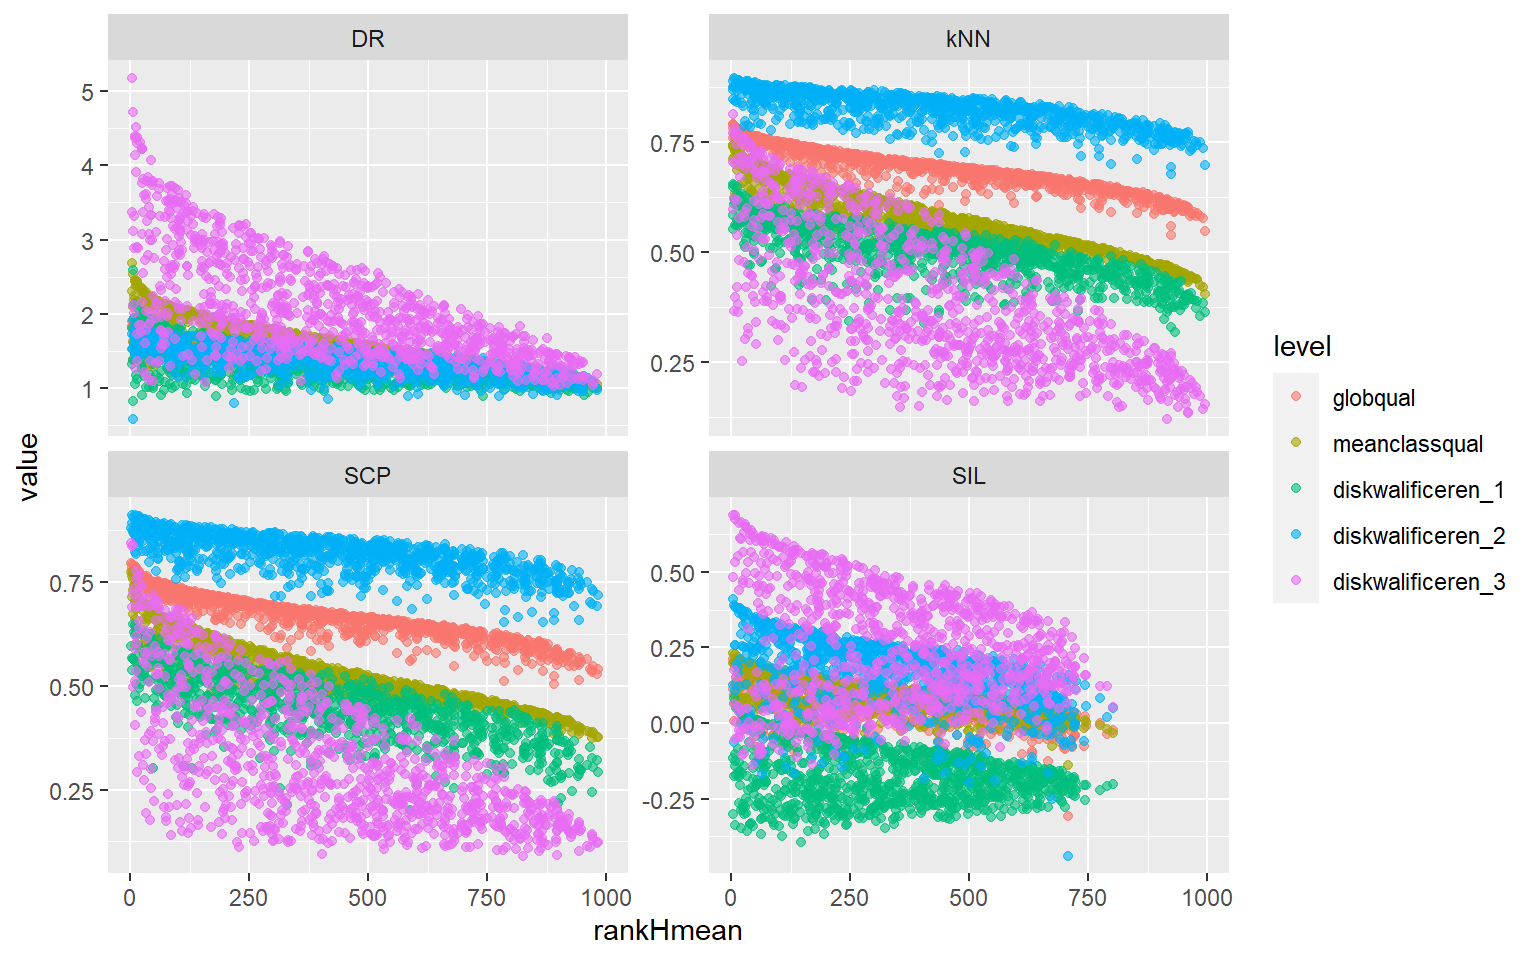 DR
kNN
5
4
3
2
1
0.75
0.50
0.25
value
SCP
SIL
0.75
0.50
0.25
0.50
0.25
0.00
-0.25
0
250
500
750
1000
0
250
500
750
1000
rankHmean
level
globqual
meanclassqual
diskwalificeren_1
diskwalificeren_2
diskwalificeren_3